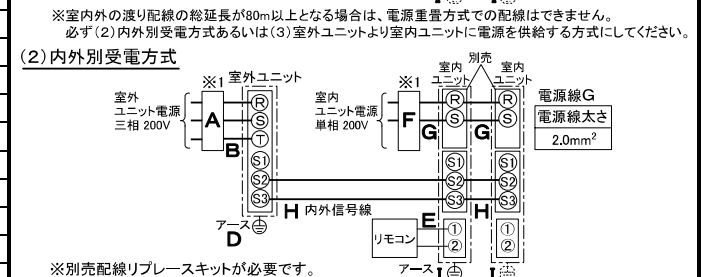 ※室内外の渡り配線の総延長が80m以上となる場合は、電源重畳方式での配線はできません。
必ず(2)内外別受電方式あるいは(3)室外ユニットより室内ユニットに電源を供給する方式にしてください。
(2)内外別受電方式
※1 室外ユニット
室外
ユニット電源
三相 200V
A
B
R
S
T
S1
S2
S3
アース
D
※1
室内
ユニット電源
単相 200V
F
G
別売
室内
ユニット
R
S
S1
S2
S3
G
室内
ユニット
R
S
S1
S2
S3
電源線G
電源線太さ
2.0mm²
H 内外信号線
E
H
リモコン
①
②
①
②
アース
※別売配線リプレースキットが必要です。